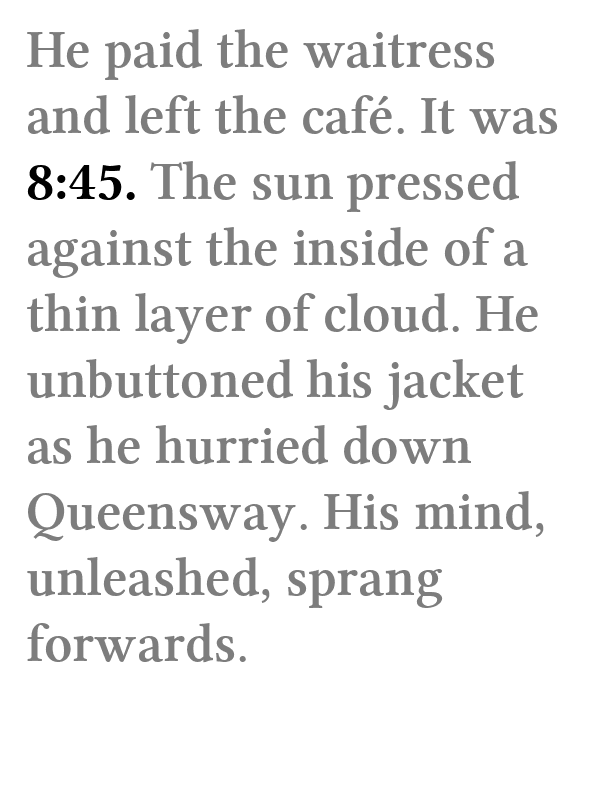 He paid the waitress
and left the café. It was
8:45. The sun pressed
against the inside of a
thin layer of cloud. He
unbuttoned his jacket
as he hurried down
Queensway. His mind,
unleashed, sprang
forwards.